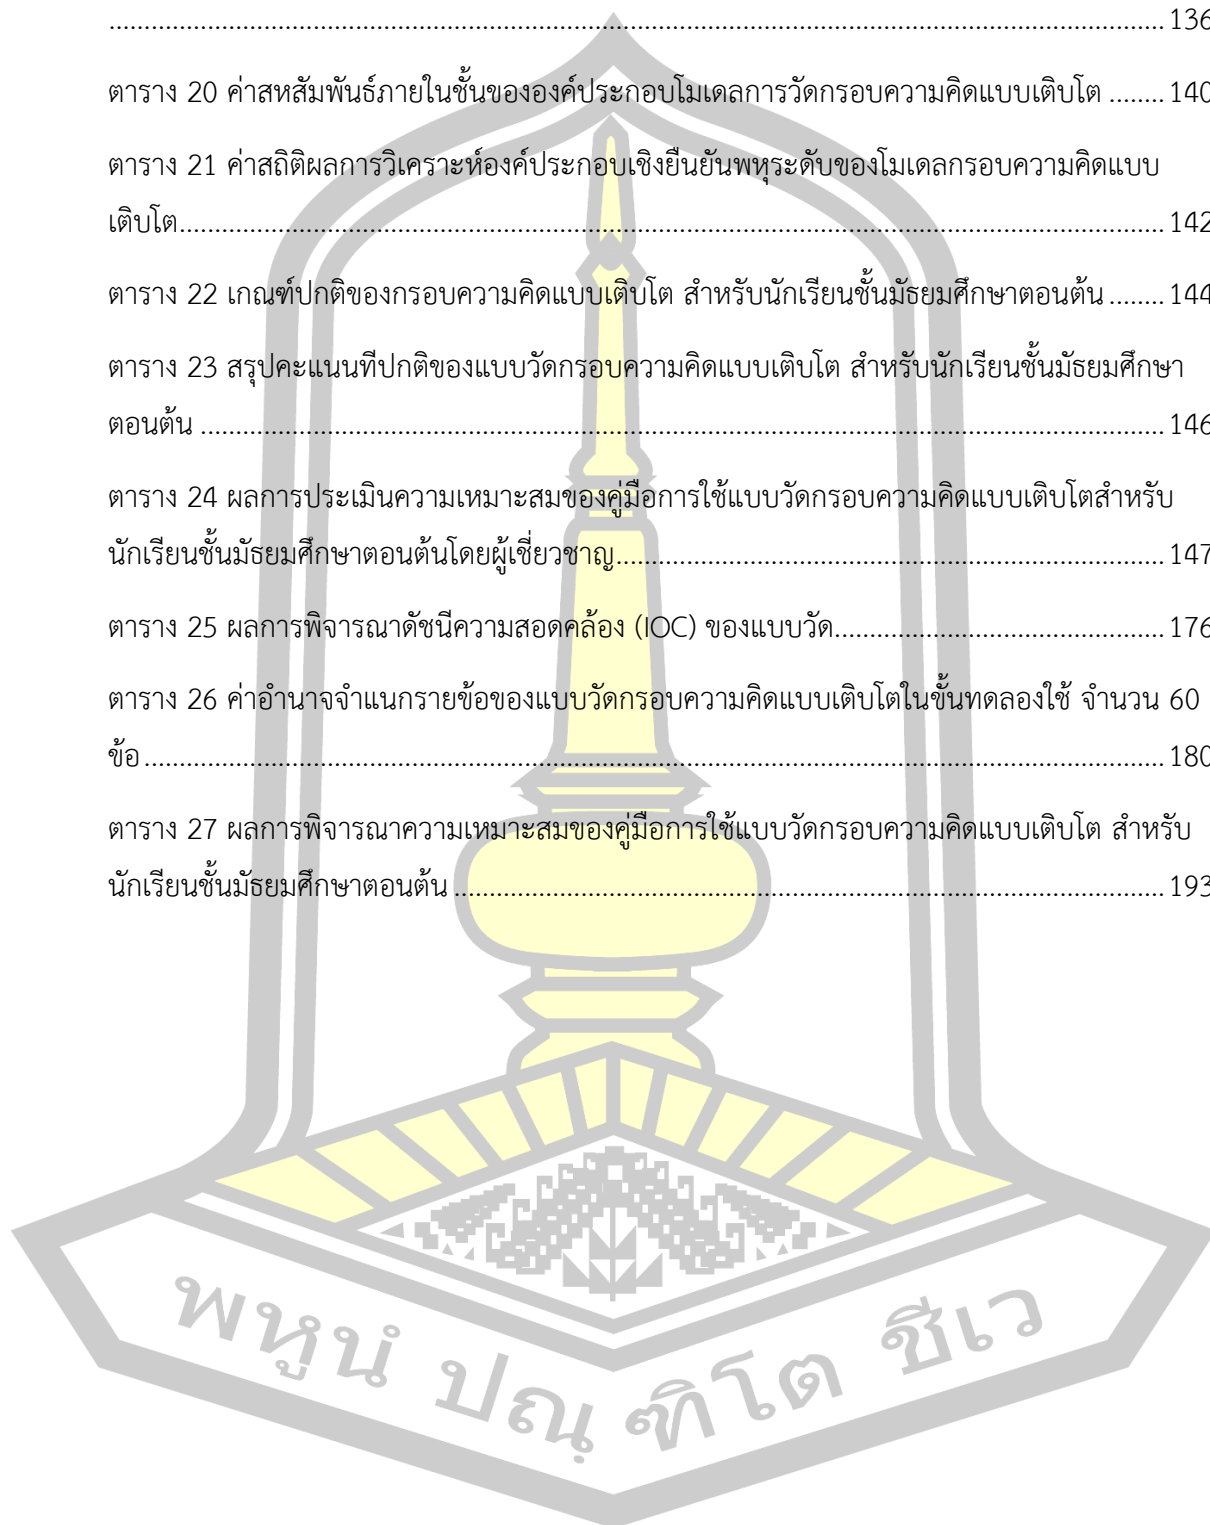 ........................................................................................................................................................ 136
ตาราง 20 ค่าสหสัมพันธ์ภายในชั้นขององค์ประกอบโมเดลการวัดกรอบความคิดแบบเติบโต ........ 140
ตาราง 21 ค่าสถิติผลการวิเคราะห์องค์ประกอบเชิงยืนยันพหุระดับของโมเดลกรอบความคิดแบบ
เติบโต............................................................................................................................................ 142
ตาราง 22 เกณฑ์ปกติของกรอบความคิดแบบเติบโต สำหรับนักเรียนชั้นมัธยมศึกษาตอนต้น ........ 144
ตาราง 23 สรุปคะแนนทีปกติของแบบวัดกรอบความคิดแบบเติบโต สำหรับนักเรียนชั้นมัธยมศึกษา
ตอนต้น ......................................................................................................................................... 146
ตาราง 24 ผลการประเมินความเหมาะสมของคู่มือการใช้แบบวัดกรอบความคิดแบบเติบโตสำหรับ
นักเรียนชั้นมัธยมศึกษาตอนต้นโดยผู้เชี่ยวชาญ.............................................................................. 147
ตาราง 25 ผลการพิจารณาดัชนีความสอดคล้อง (IOC) ของแบบวัด............................................... 176
ตาราง 26 ค่าอำนาจจำแนกรายข้อของแบบวัดกรอบความคิดแบบเติบโตในขั้นทดลองใช้ จำนวน 60
ข้อ ................................................................................................................................................. 180
ตาราง 27 ผลการพิจารณาความเหมาะสมของคู่มือการใช้แบบวัดกรอบความคิดแบบเติบโต สำหรับ
นักเรียนชั้นมัธยมศึกษาตอนต้น ..................................................................................................... 193
พหูนํ ปณฺ ฑิโต ชีเว